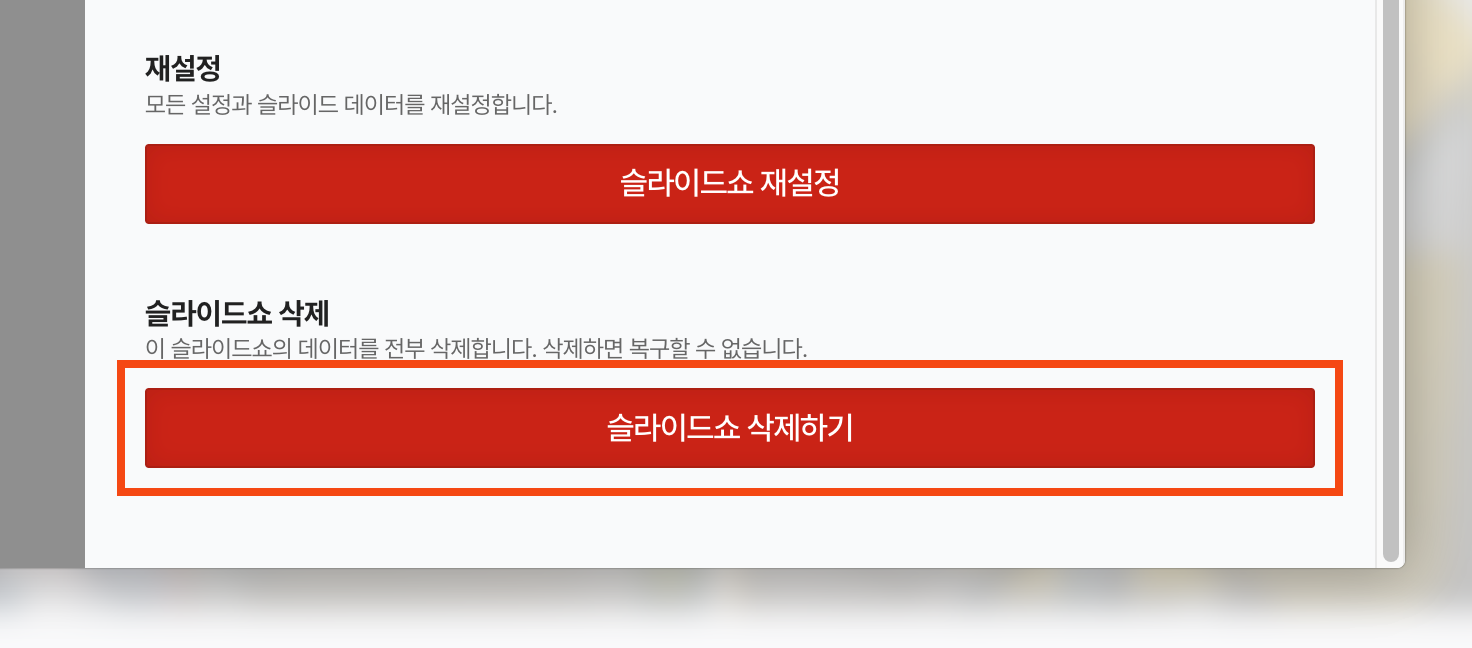 재설정
모든 설정과 슬라이드 데이터를 재설정합니다.
슬라이드쇼 재설정
슬라이드쇼 삭제
이 슬라이드쇼의 데이터를 전부 삭제합니다. 삭제하면 복구할 수 없습니다.
슬라이드쇼 삭제하기